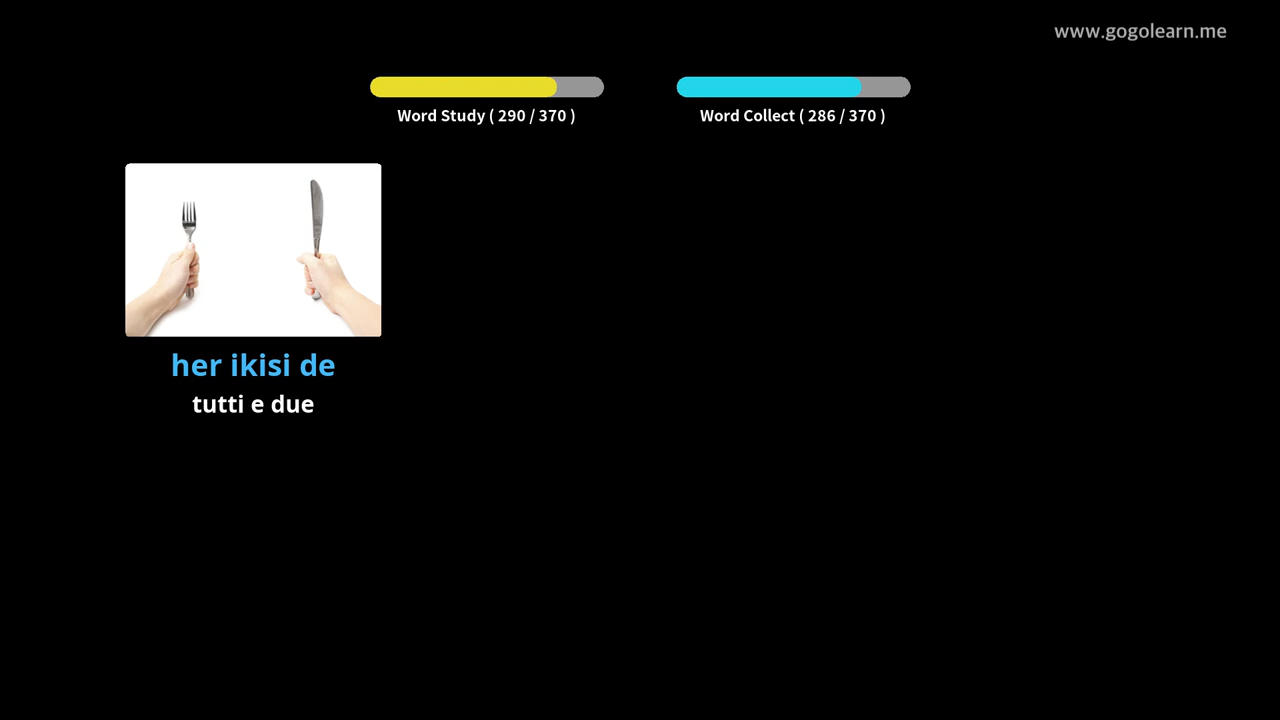 www.gogolearn.me
Word Study ( 290 / 370 )
Word Collect ( 286 / 370 )
her ikisi de
tutti e due